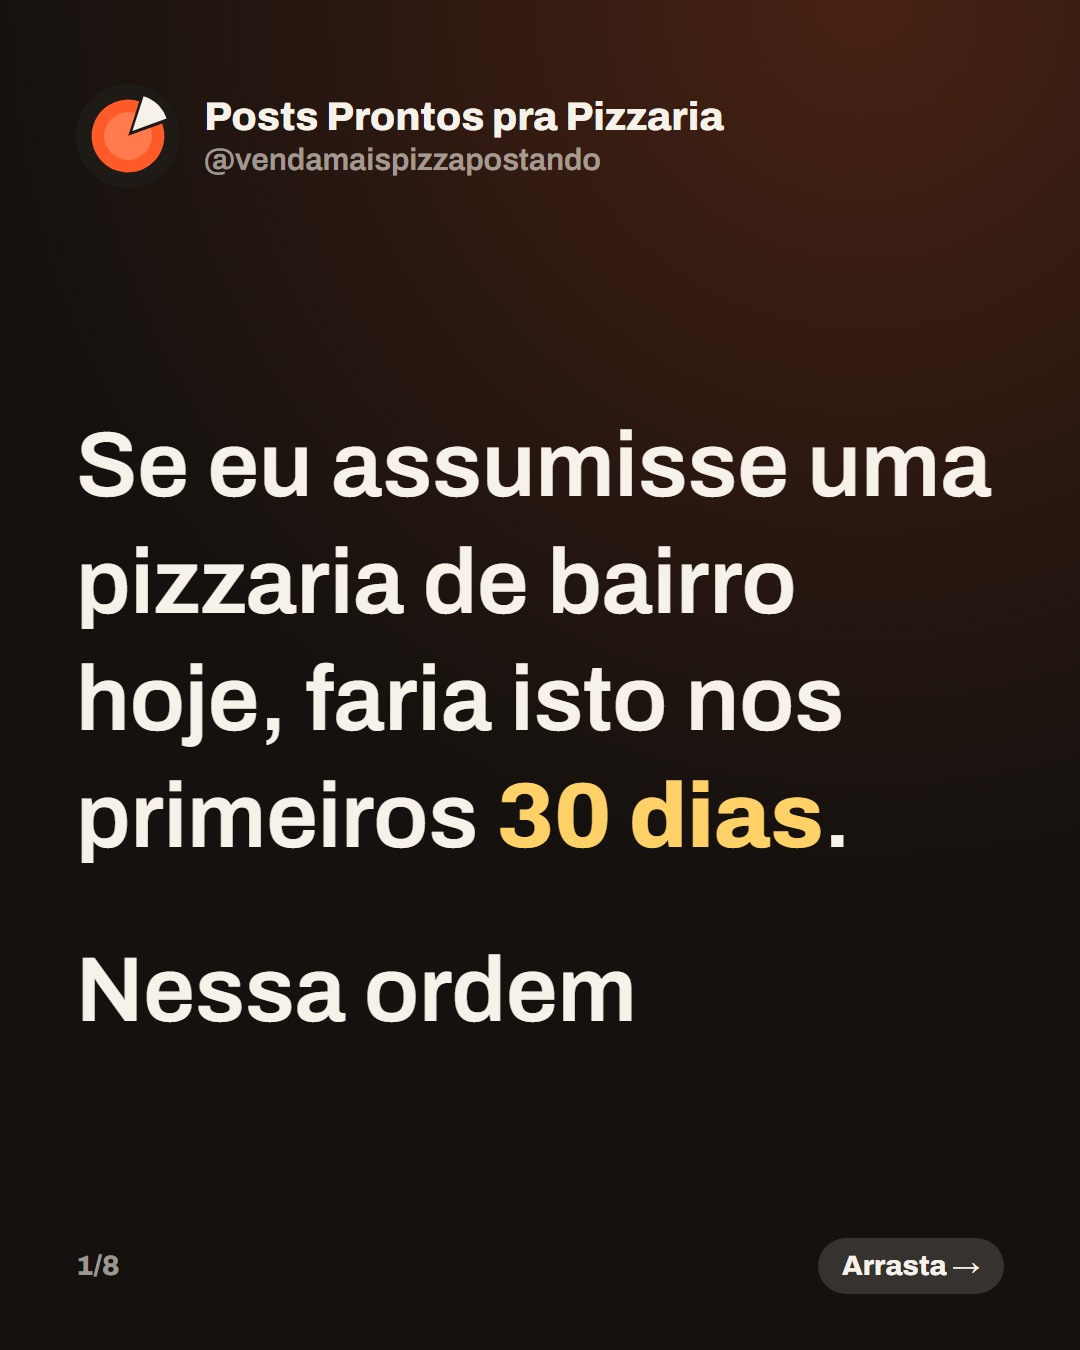 Posts Prontos pra Pizzaria
@vendamaispizzapostando
Se eu assumisse uma
pizzaria de bairro
hoje, faria isto nos
primeiros 30 dias.
Nessa ordem
1/8
Arrasta →